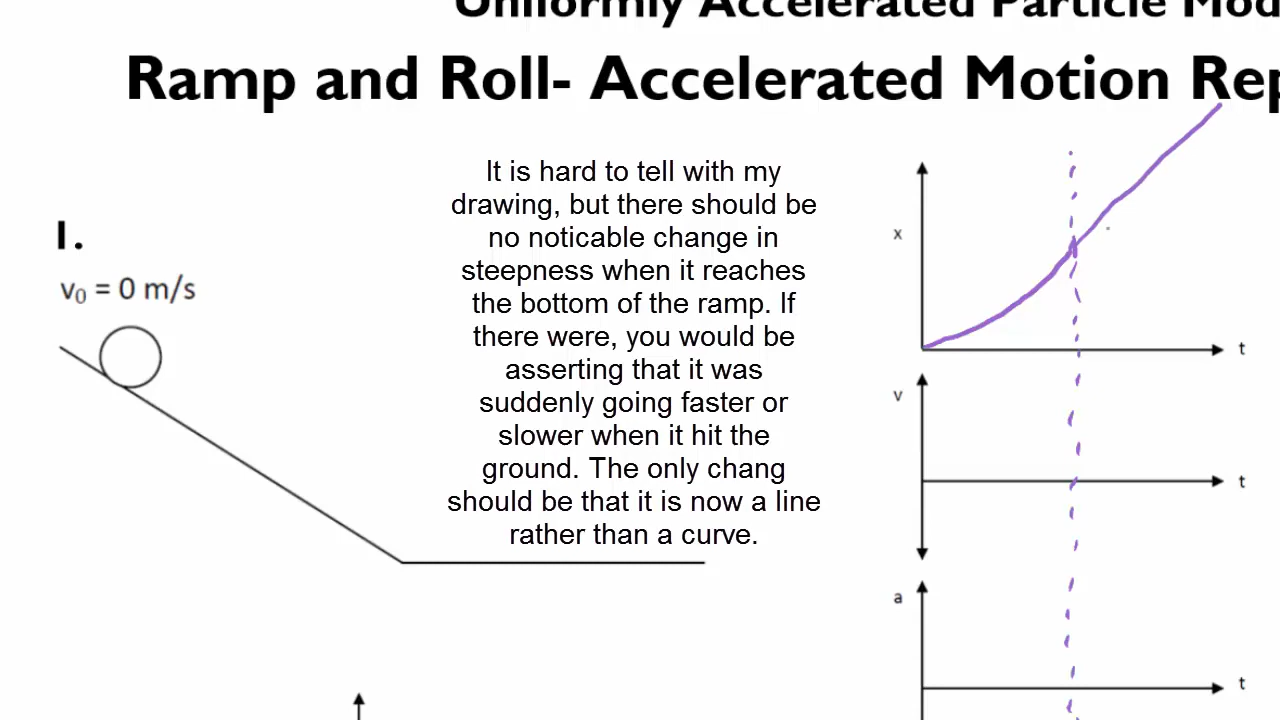 Uniformly Accelerated Particle Mod
Ramp and Roll- Accelerated Motion Rep
1.
v₀ = 0 m/s
It is hard to tell with my
drawing, but there should be
no noticable change in
steepness when it reaches
the bottom of the ramp. If
there were, you would be
asserting that it was
suddenly going faster or
slower when it hit the
ground. The only chang
should be that it is now a line
rather than a curve.
x
t
v
t
a
t